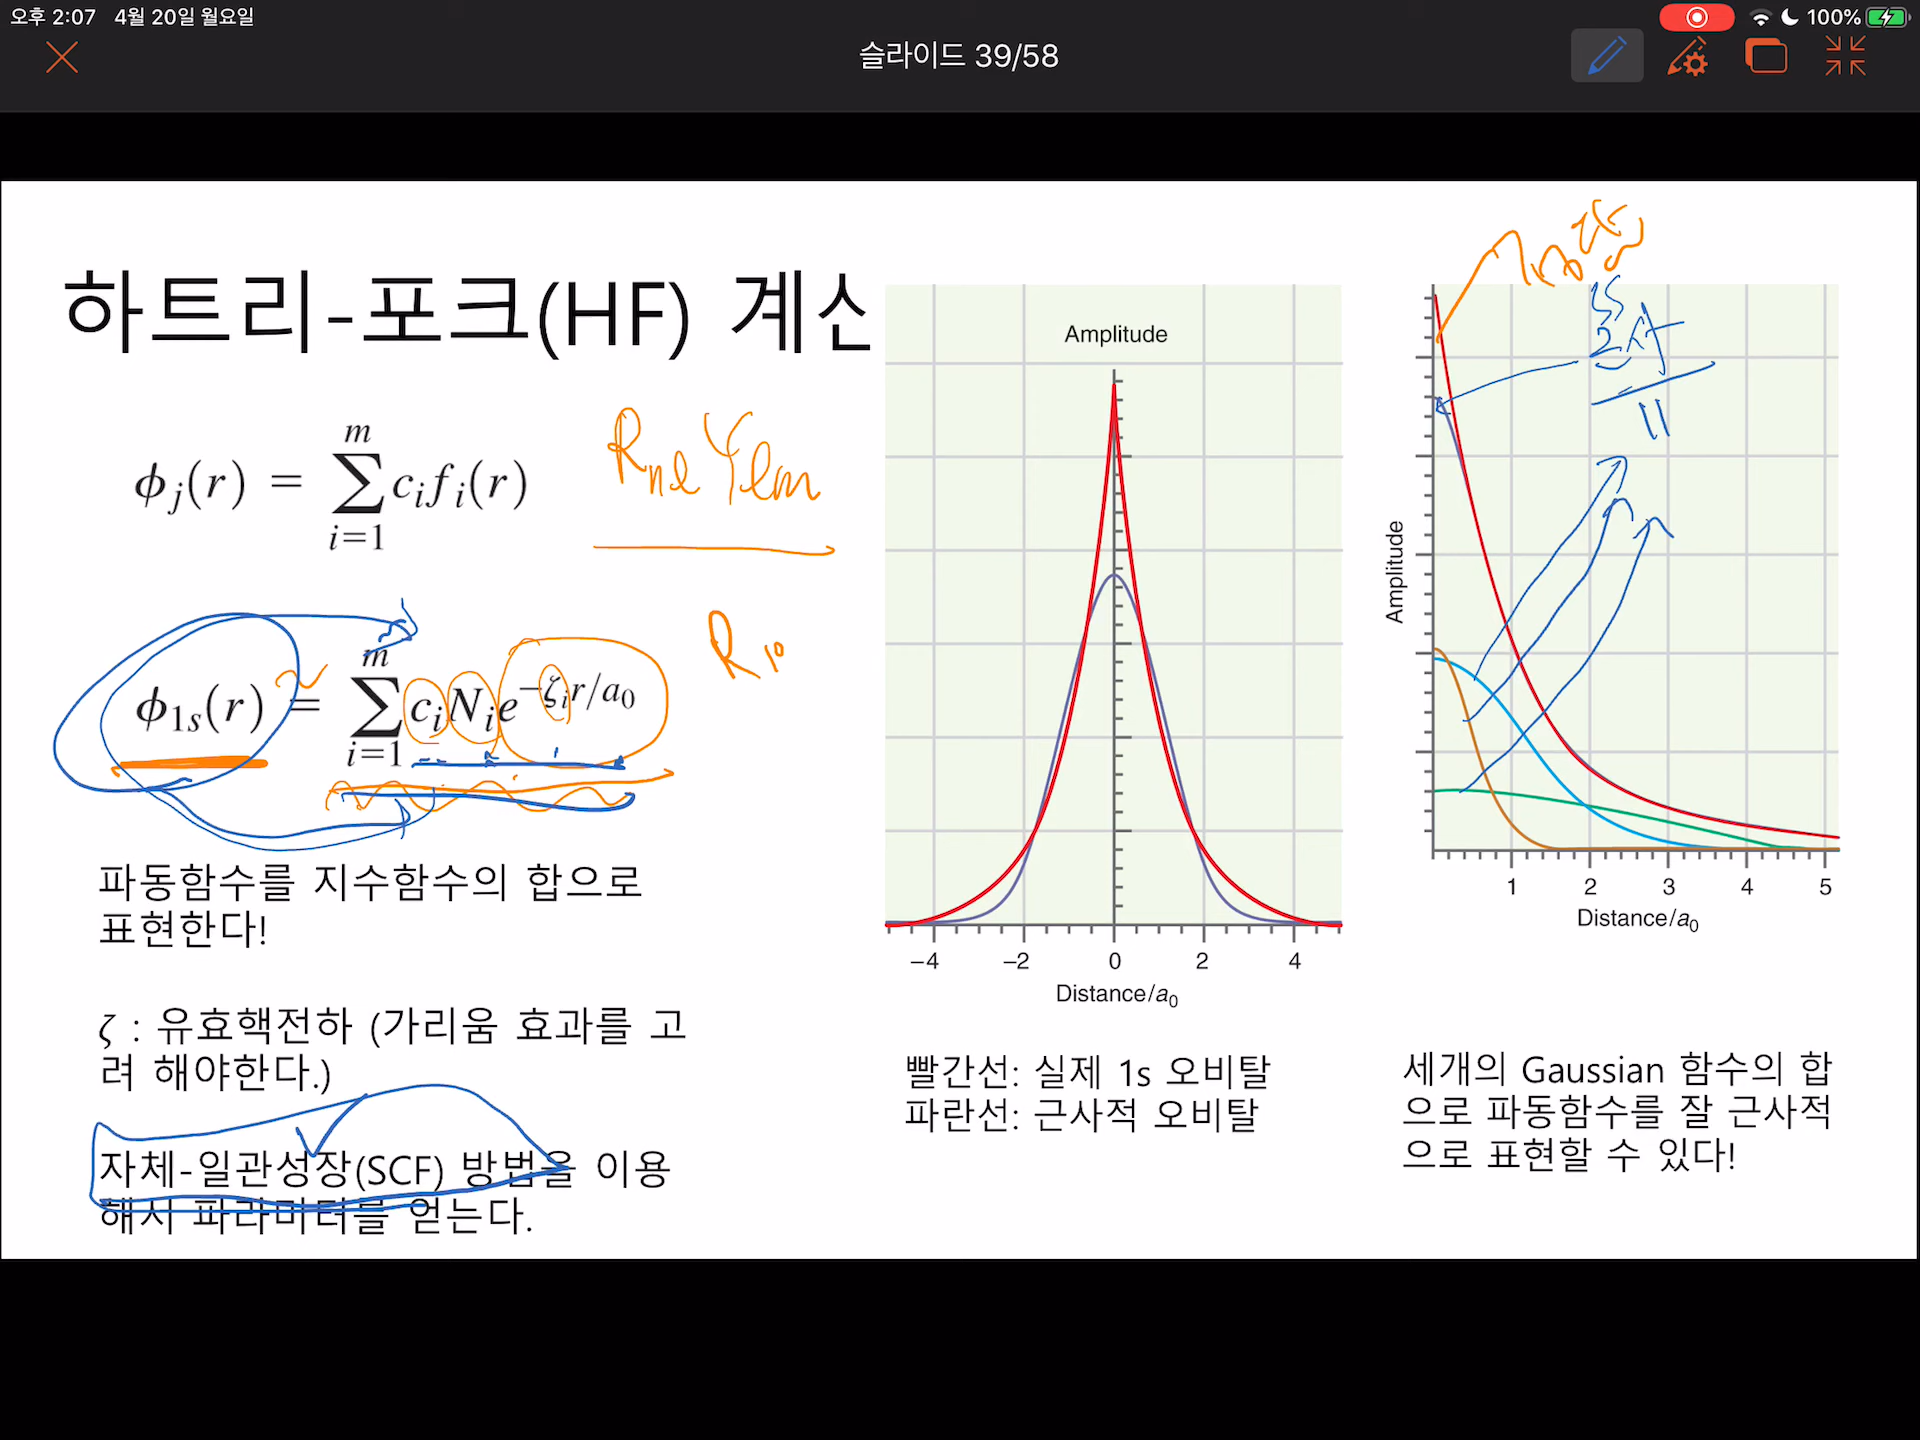 오후 2:07 4월 20일 월요일
100%
슬라이드 39/58
하트리-포크(HF) 계산
ϕj(r) = Σ i=1 m ci fi(r)
Rnl Ylm
ϕ1s(r) = Σ i=1 m ci Ni e^−ζi r/a0
R10
파동함수를 지수함수의 합으로
표현한다!
ζ : 유효핵전하 (가리움 효과를 고
려 해야한다.)
자체-일관성장(SCF) 방법을 이용
해서 파라미터를 얻는다.
Amplitude
−4 −2 0 2 4
Distance/a0
빨간선: 실제 1s 오비탈
파란선: 근사적 오비탈
근사
Amplitude
1 2 3 4 5
Distance/a0
세개의 Gaussian 함수의 합
으로 파동함수를 잘 근사적
으로 표현할 수 있다!